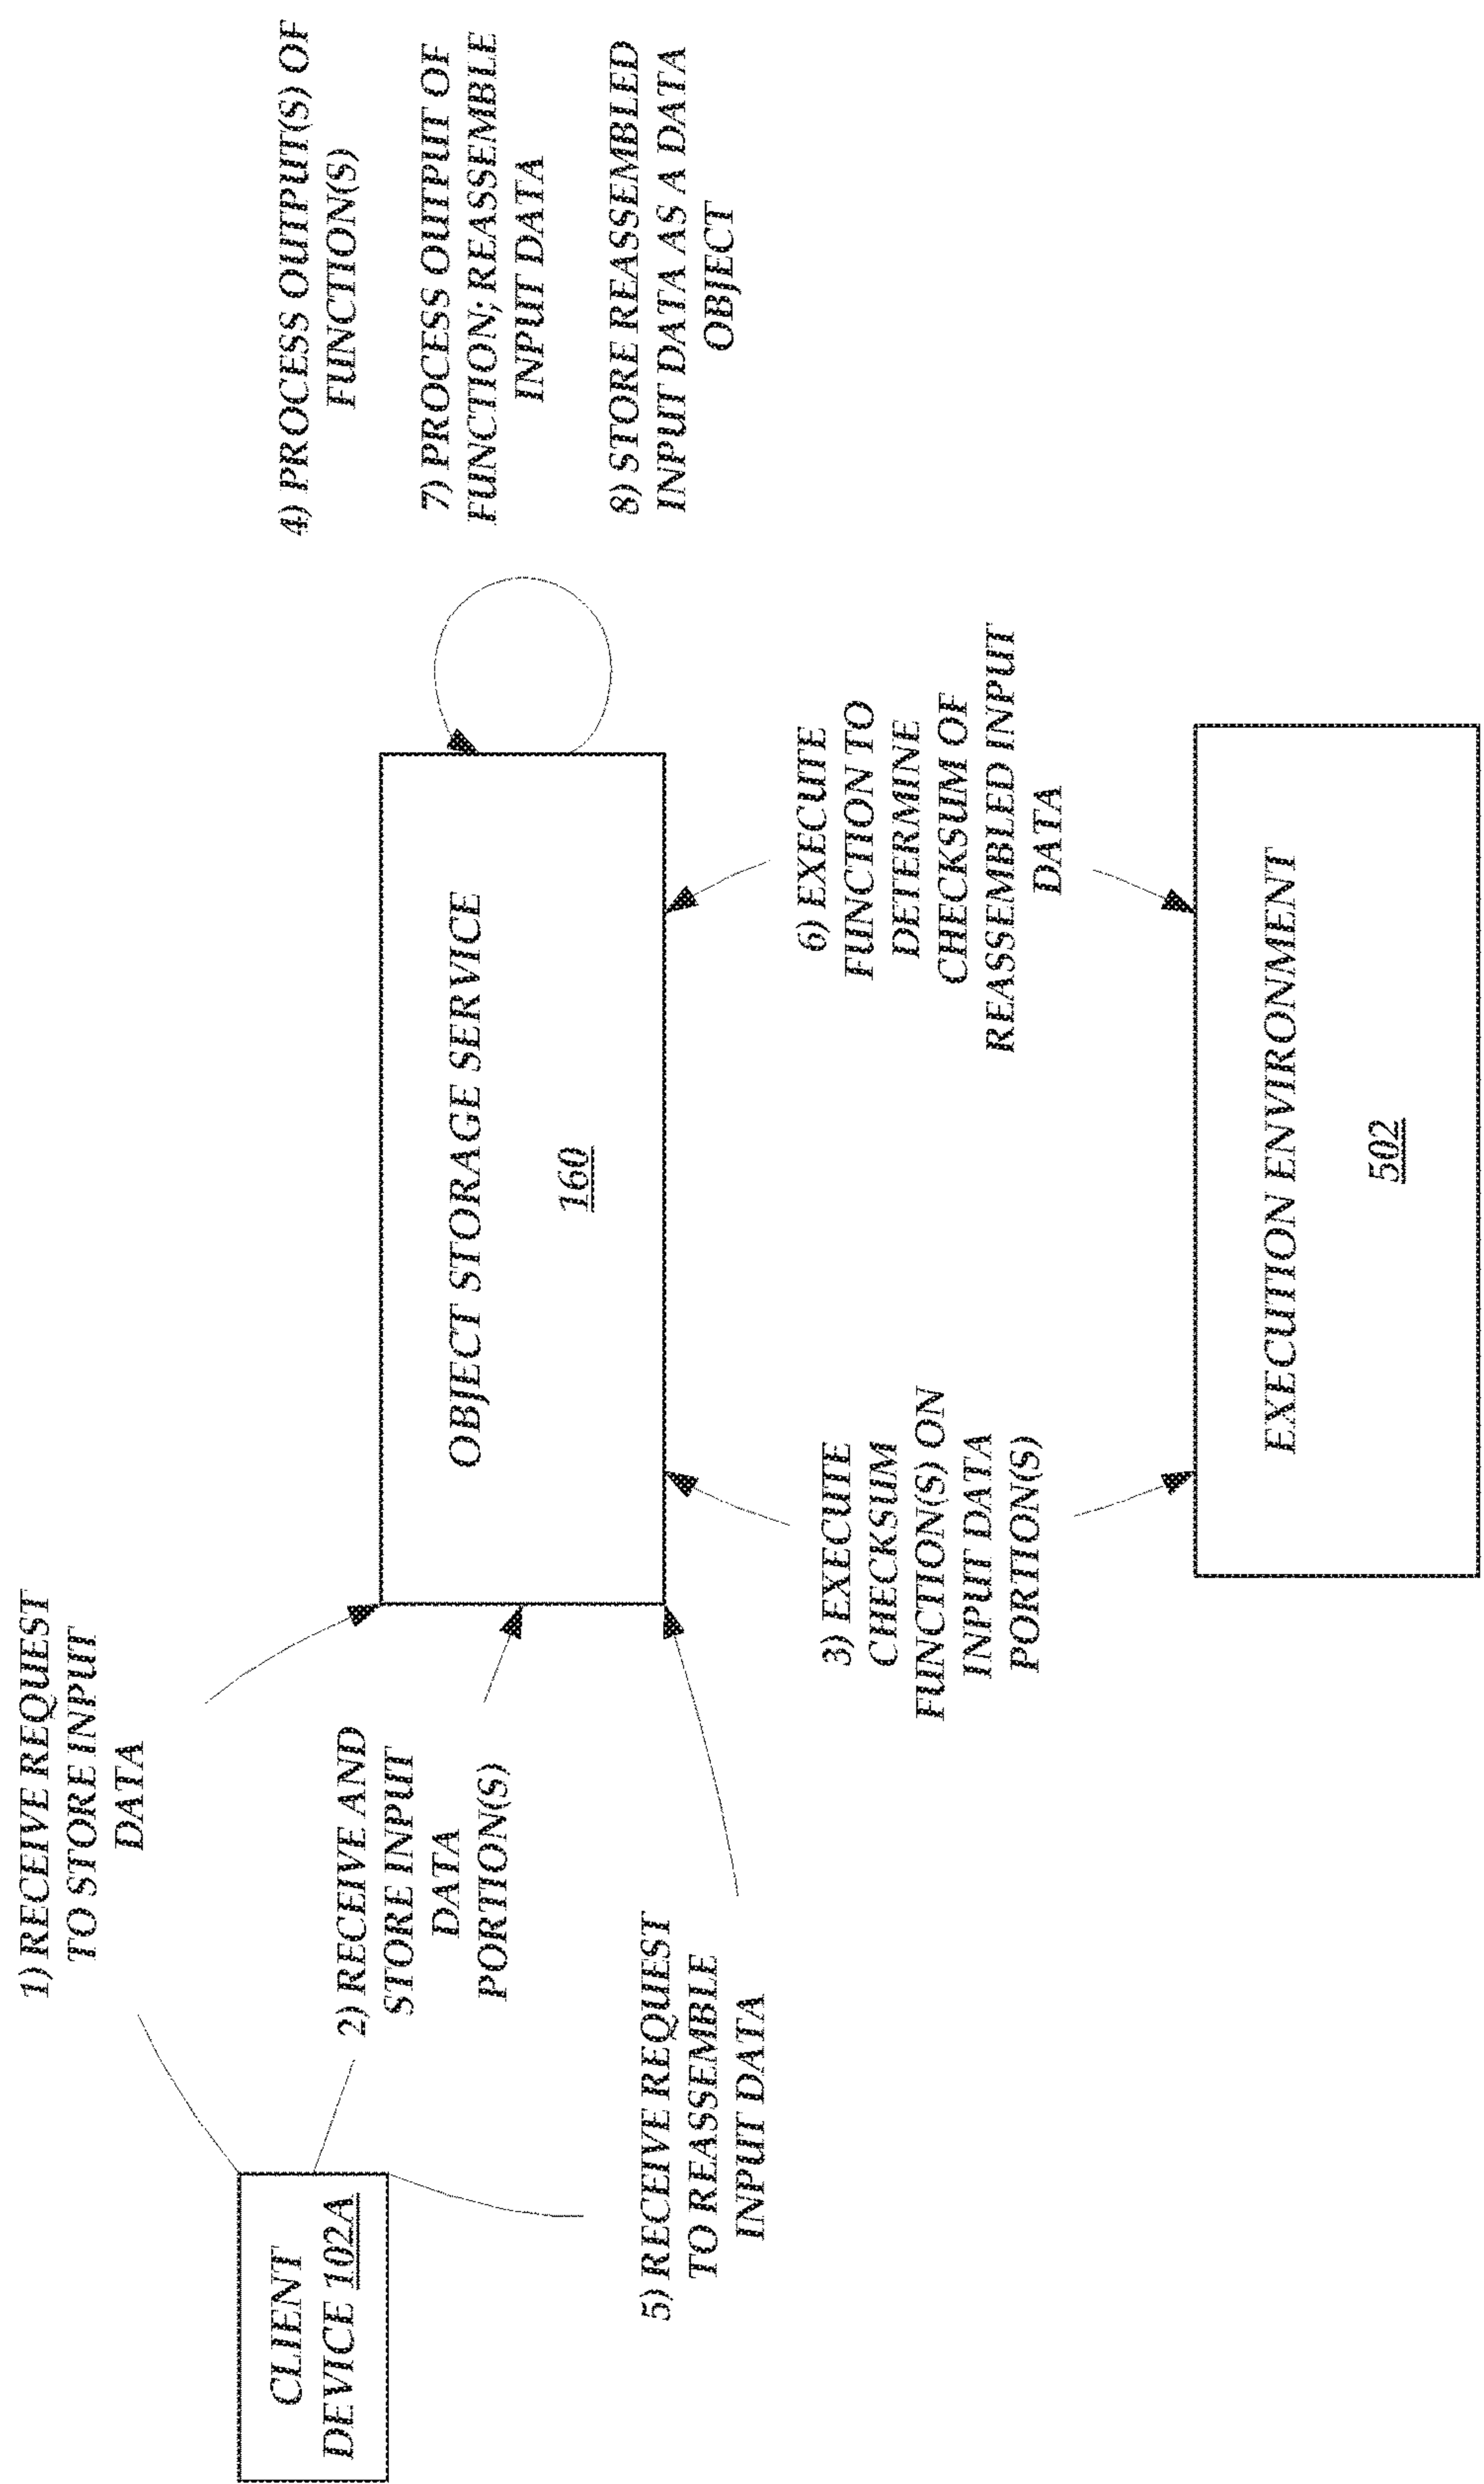 1) RECEIVE REQUEST
TO STORE INPUT
DATA
CLIENT
DEVICE 102A
2) RECEIVE AND
STORE INPUT
DATA
PORTION(S)
5) RECEIVE REQUEST
TO REASSEMBLE
INPUT DATA
OBJECT STORAGE SERVICE
160
4) PROCESS OUTPUT(S) OF
FUNCTION(S)
7) PROCESS OUTPUT OF
FUNCTION; REASSEMBLE
INPUT DATA
8) STORE REASSEMBLED
INPUT DATA AS A DATA
OBJECT
3) EXECUTE
CHECKSUM
FUNCTION(S) ON
INPUT DATA
PORTION(S)
6) EXECUTE
FUNCTION TO
DETERMINE
CHECKSUM OF
REASSEMBLED INPUT
DATA
EXECUTION ENVIRONMENT
502